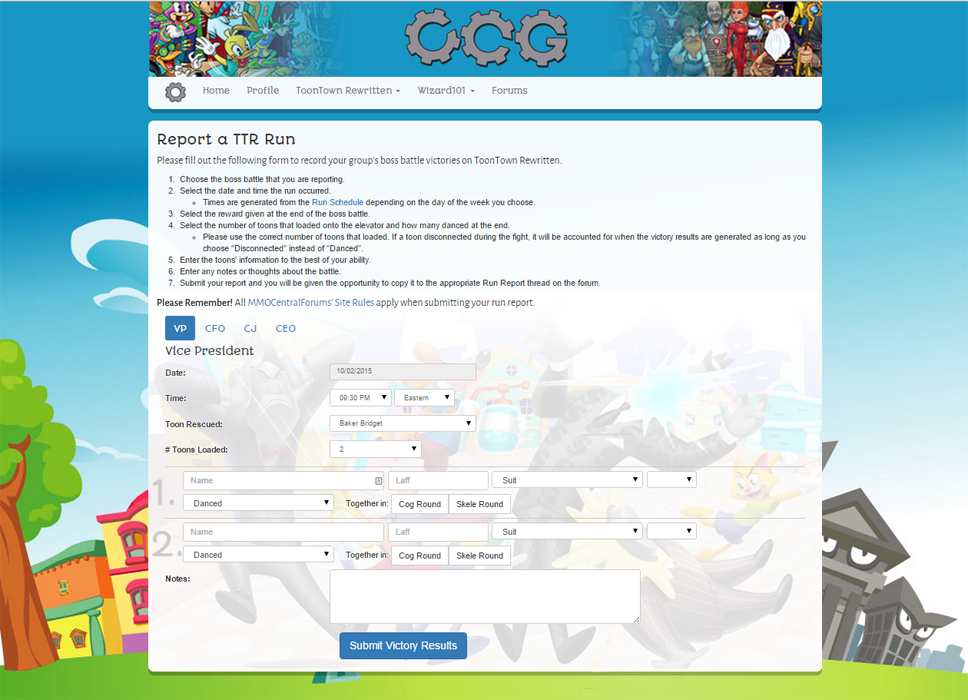 CCG
Home Profile ToonTown Rewritten Wizard101 Forums
Report a TTR Run
Please fill out the following form to record your group's boss battle victories on ToonTown Rewritten.
1. Choose the boss battle that you are reporting.
2. Select the date and time the run occurred.
Times are generated from the Run Schedule depending on the day of the week you choose.
3. Select the reward given at the end of the boss battle.
4. Select the number of toons that loaded onto the elevator and how many danced at the end.
Please use the correct number of toons that loaded. If a toon disconnected during the fight, it will be accounted for when the victory results are generated as long as you
choose "Disconnected" instead of "Danced".
5. Enter the toons' information to the best of your ability.
6. Enter any notes or thoughts about the battle.
7. Submit your report and you will be given the opportunity to copy it to the appropriate Run Report thread on the forum.
Please Remember! All MMOCentralForums' Site Rules apply when submitting your run report.
VP CFO CJ CEO
Vice President
Date: 10/02/2015
Time: 09:30 PM Eastern
Toon Rescued: Baker Bridget
# Toons Loaded: 2
1. Name Laff Suit
Danced Together in: Cog Round Skele Round
2. Name Laff Suit
Danced Together in: Cog Round Skele Round
Notes:
Submit Victory Results